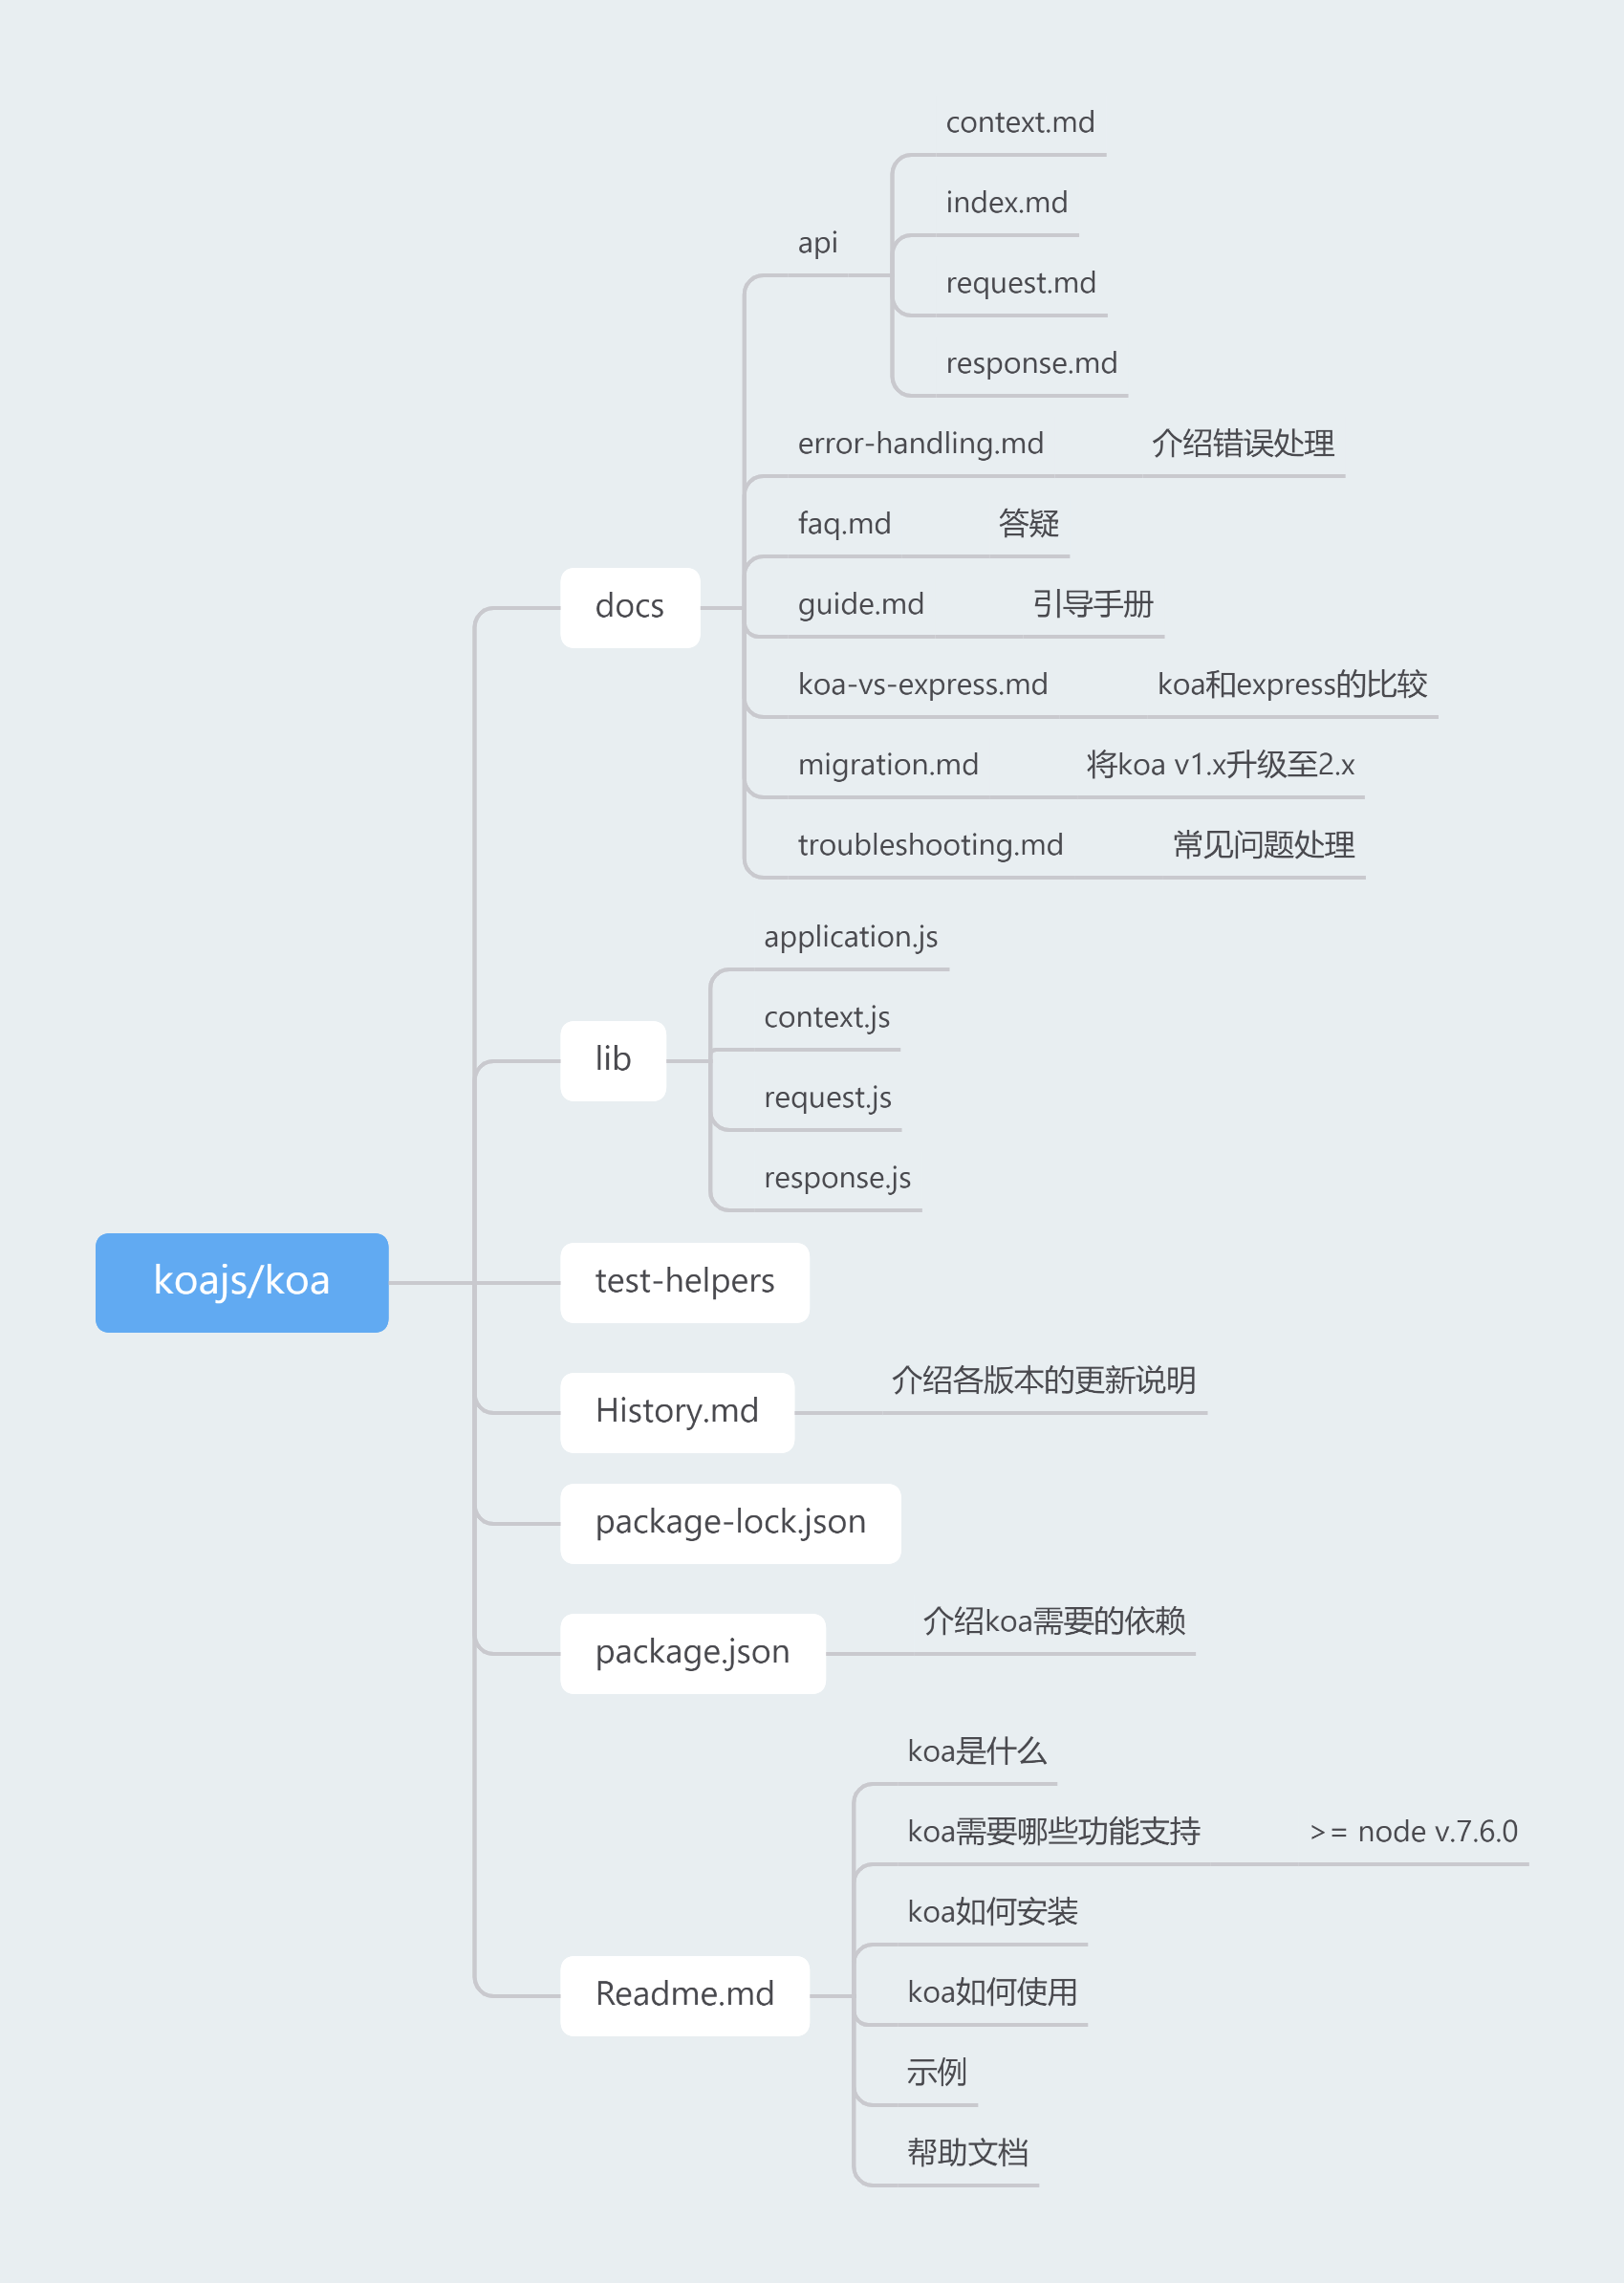 context.md
index.md
api
request.md
response.md
error-handling.md 介绍错误处理
faq.md 答疑
docs
guide.md 引导手册
koa-vs-express.md koa和express的比较
migration.md 将koa v1.x升级至2.x
troubleshooting.md 常见问题处理
application.js
context.js
lib
request.js
response.js
koajs/koa
test-helpers
History.md 介绍各版本的更新说明
package-lock.json
package.json 介绍koa需要的依赖
koa是什么
koa需要哪些功能支持 >= node v.7.6.0
koa如何安装
Readme.md
koa如何使用
示例
帮助文档